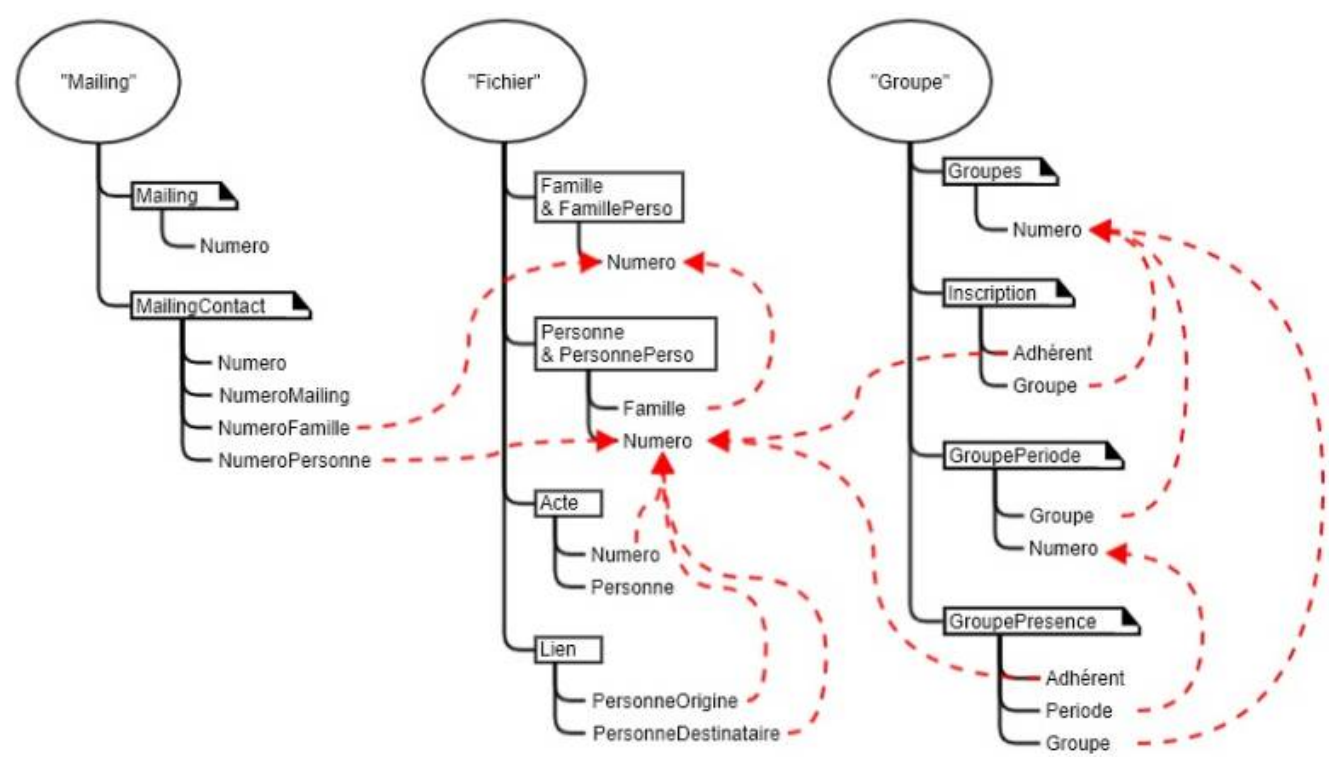 "Mailing"
Mailing
Numero
MailingContact
Numero
NumeroMailing
NumeroFamille
NumeroPersonne
"Fichier"
Famille
& FamillePerso
Numero
Personne
& PersonnePerso
Famille
Numero
Acte
Numero
Personne
Lien
PersonneOrigine
PersonneDestinataire
"Groupe"
Groupes
Numero
Inscription
Adhérent
Groupe
GroupePeriode
Groupe
Numero
GroupePresence
Adhérent
Periode
Groupe